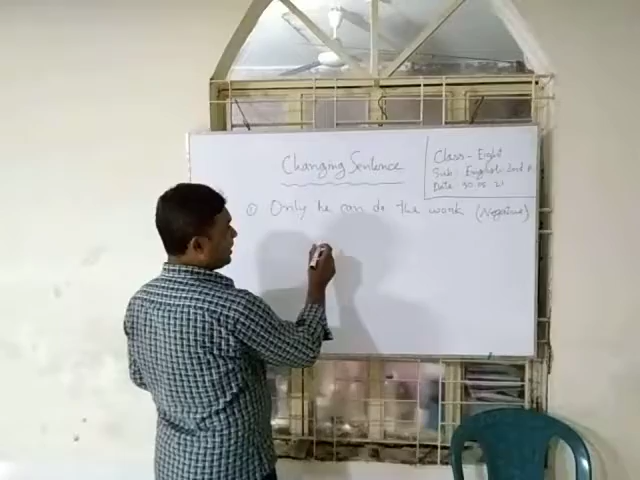 Changing Sentence
Class - Eight
Sub : English 2nd P
Date 30 05 21
① Only he can do the work (Negative)